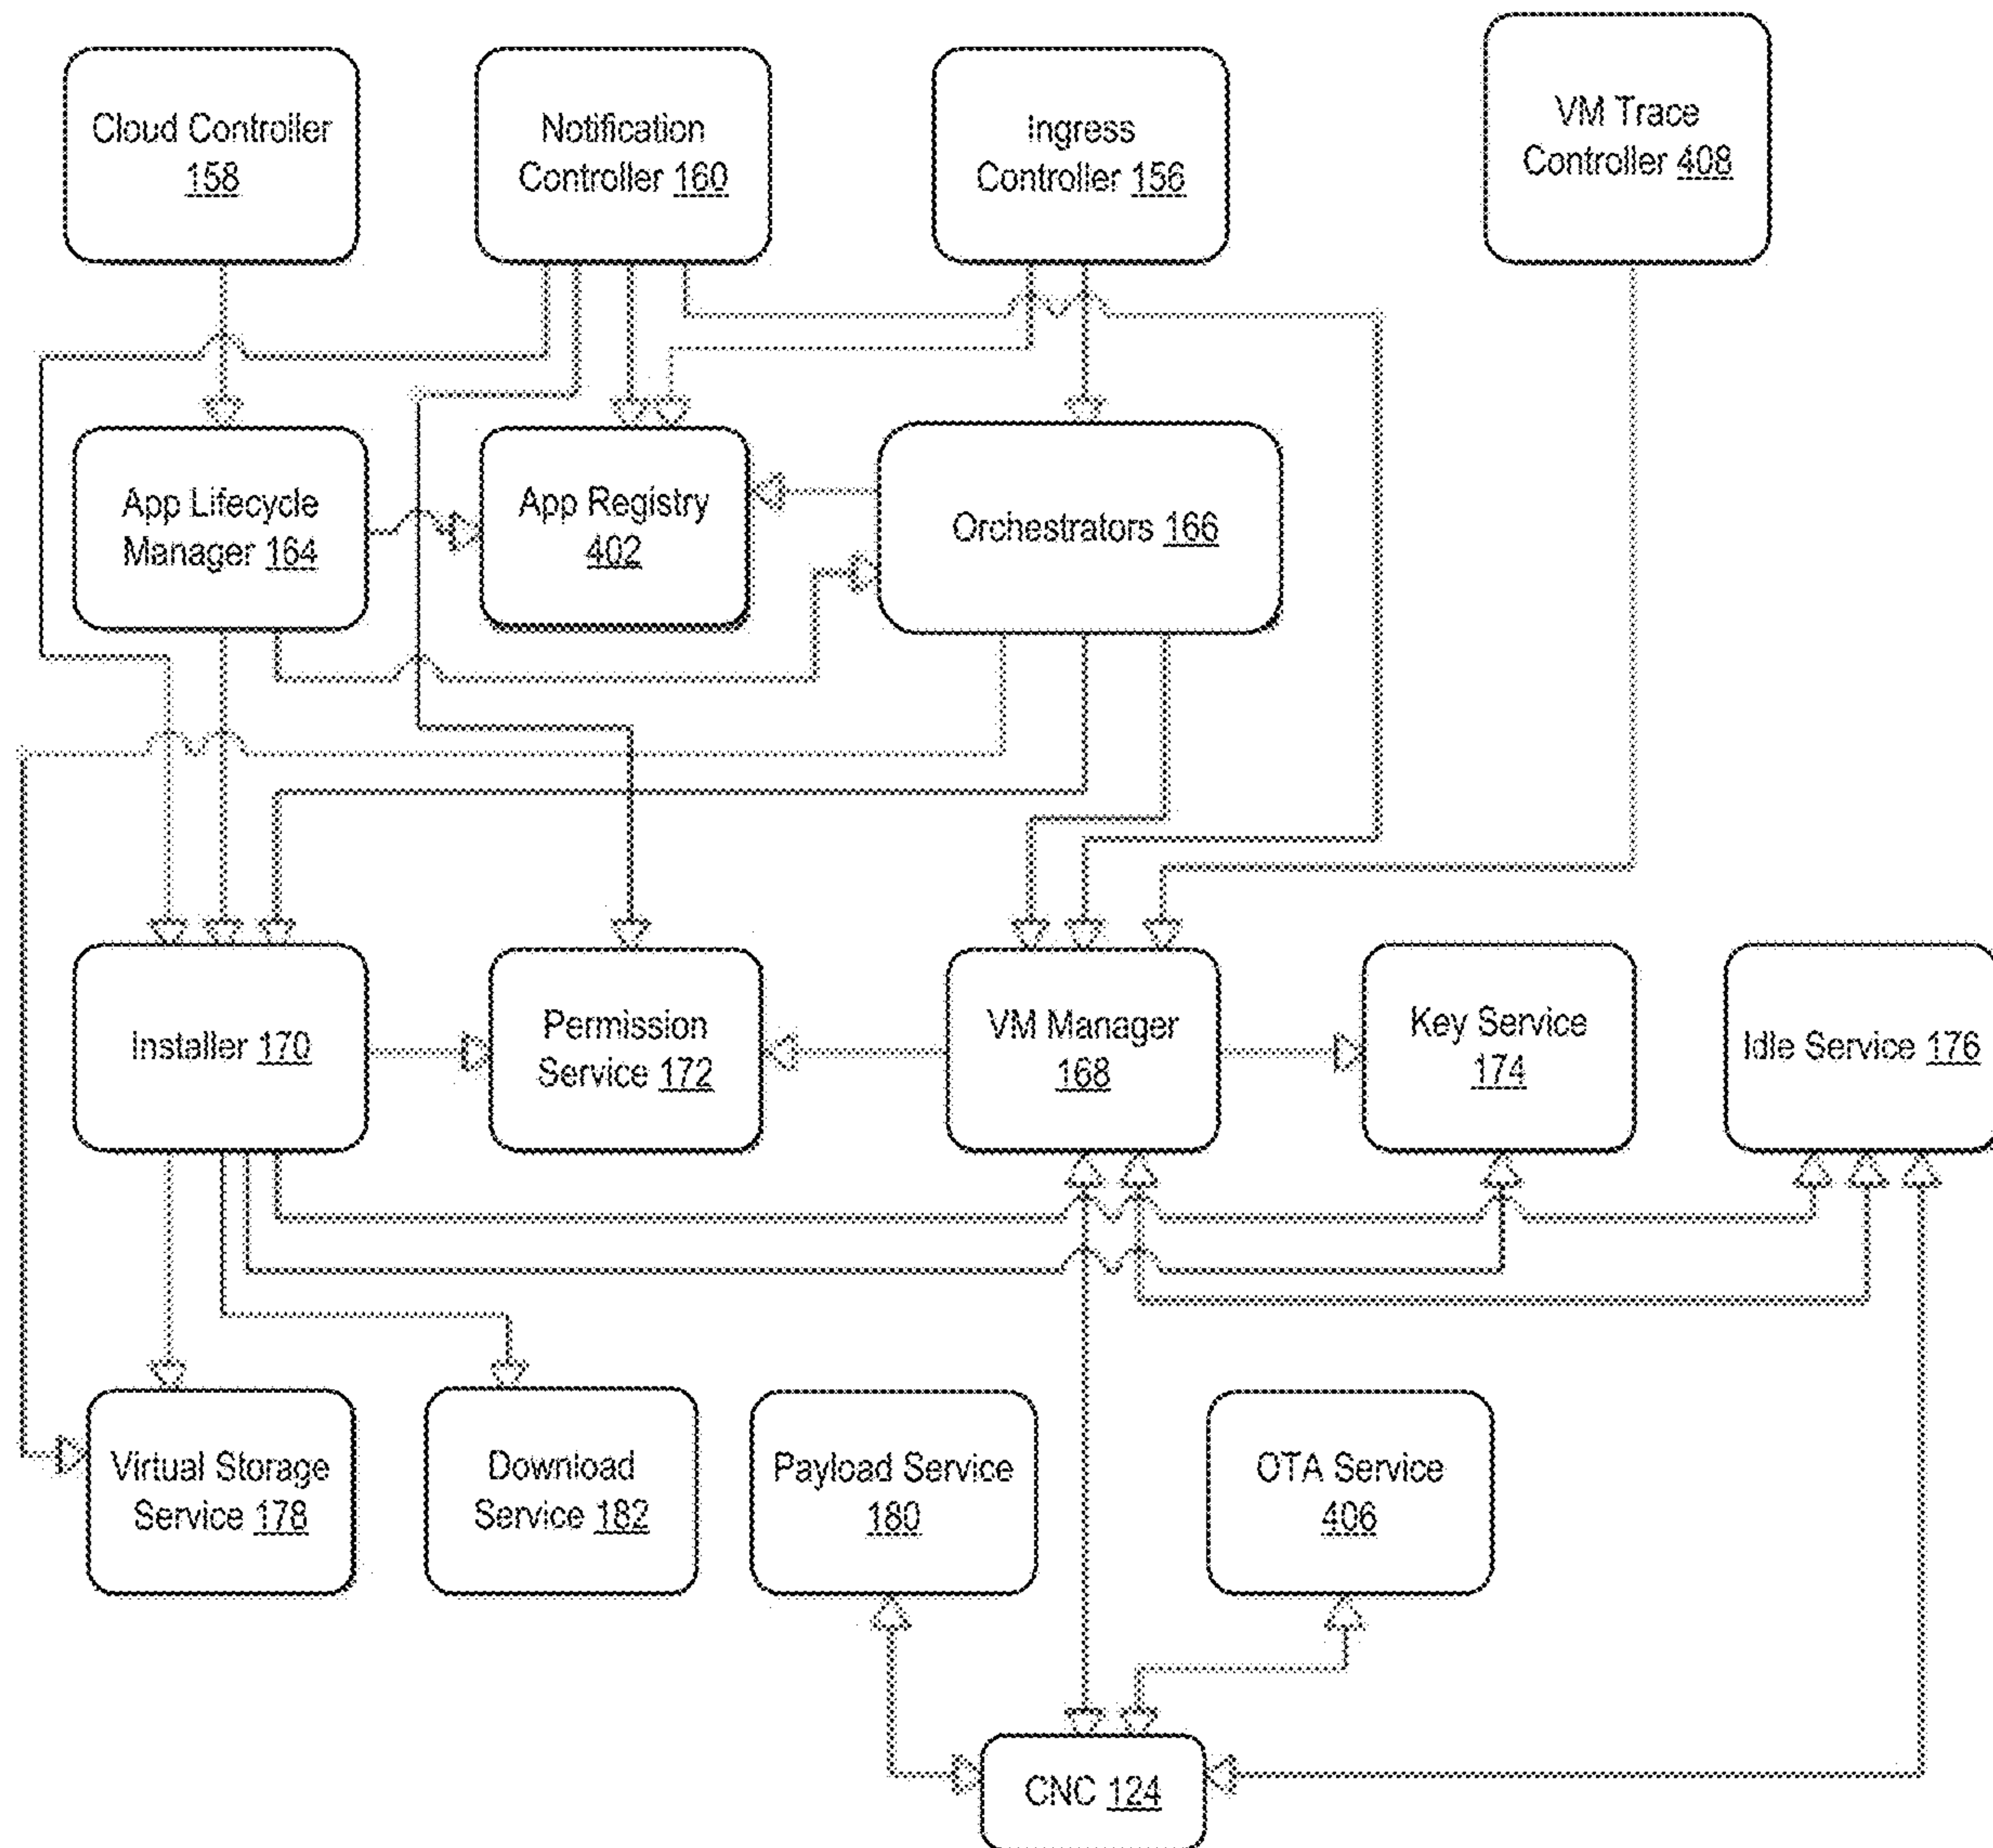 Cloud Controller
158
Notification
Controller 160
Ingress
Controller 156
VM Trace
Controller 408
App Lifecycle
Manager 164
App Registry
402
Orchestrators 166
Installer 170
Permission
Service 172
VM Manager
168
Key Service
174
Idle Service 176
Virtual Storage
Service 178
Download
Service 182
Payload Service
180
OTA Service
406
CNC 124